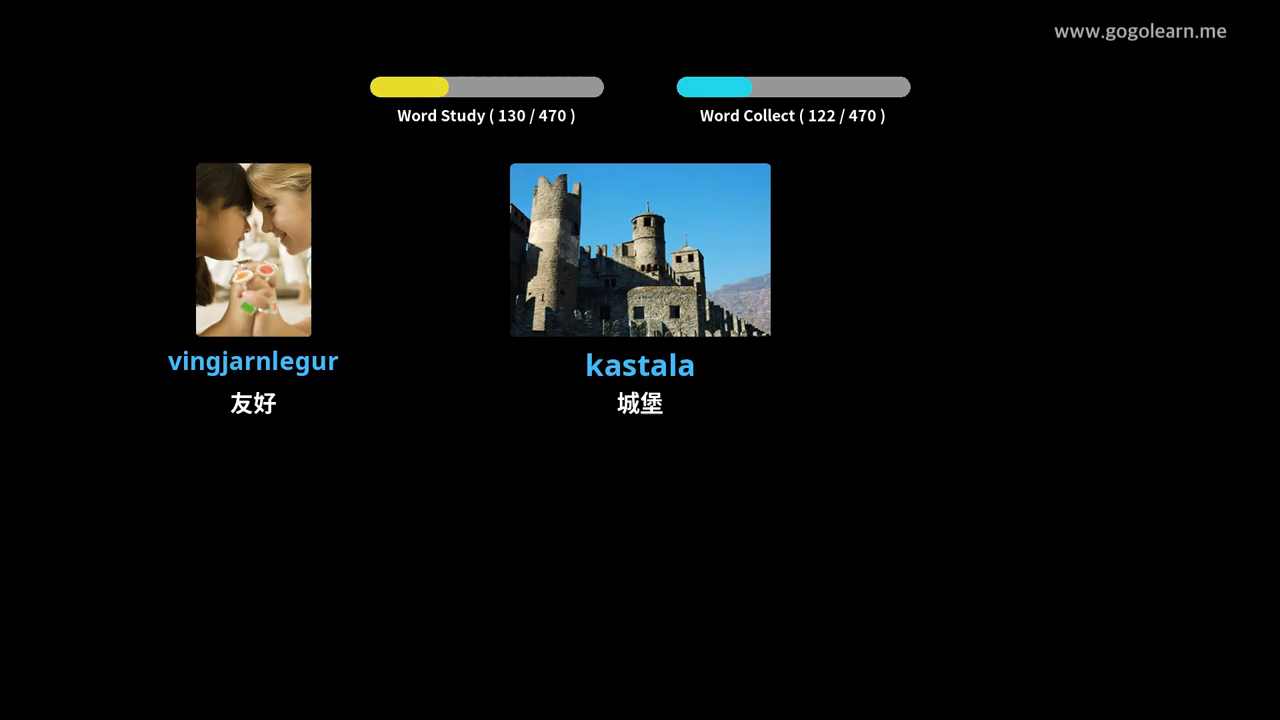 www.gogolearn.me
Word Study ( 130 / 470 )
Word Collect ( 122 / 470 )
vingjarnlegur
kastala
友好
城堡